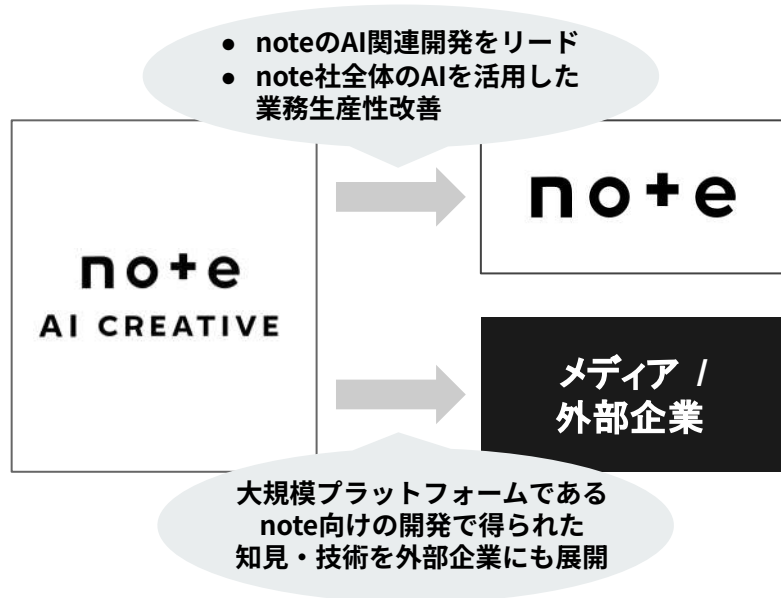 ● noteのAI関連開発をリード
● note社全体のAIを活用した
業務生産性改善
note
AI CREATIVE
note
メディア /
外部企業
大規模プラットフォームである
note向けの開発で得られた
知見・技術を外部企業にも展開